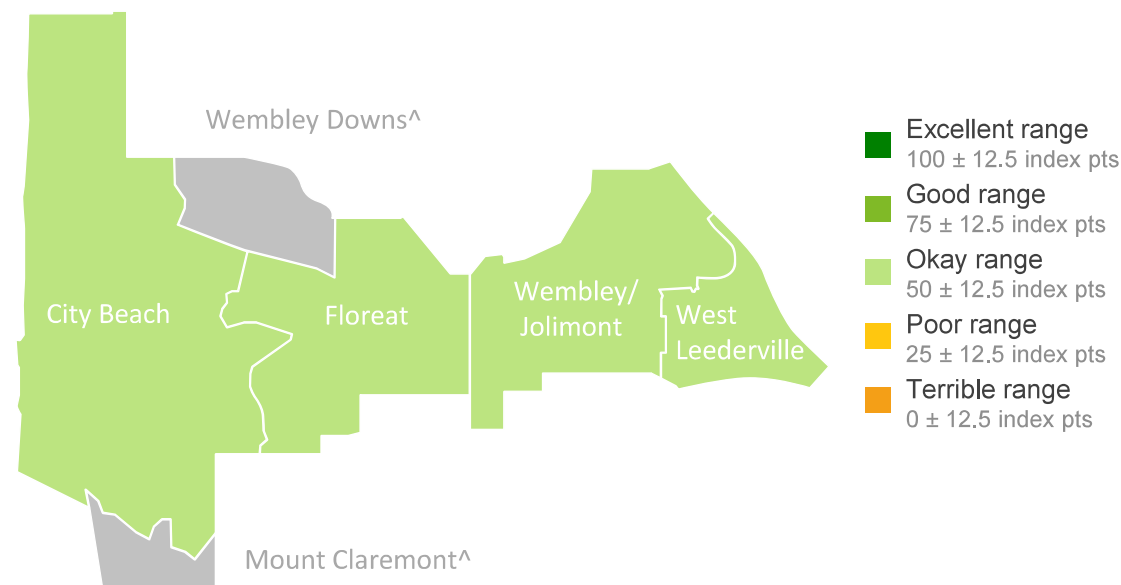 Wembley Downs^
City Beach
Floreat
Wembley/
Jolimont
West
Leederville
Mount Claremont^
Excellent range
100 ± 12.5 index pts
Good range
75 ± 12.5 index pts
Okay range
50 ± 12.5 index pts
Poor range
25 ± 12.5 index pts
Terrible range
0 ± 12.5 index pts